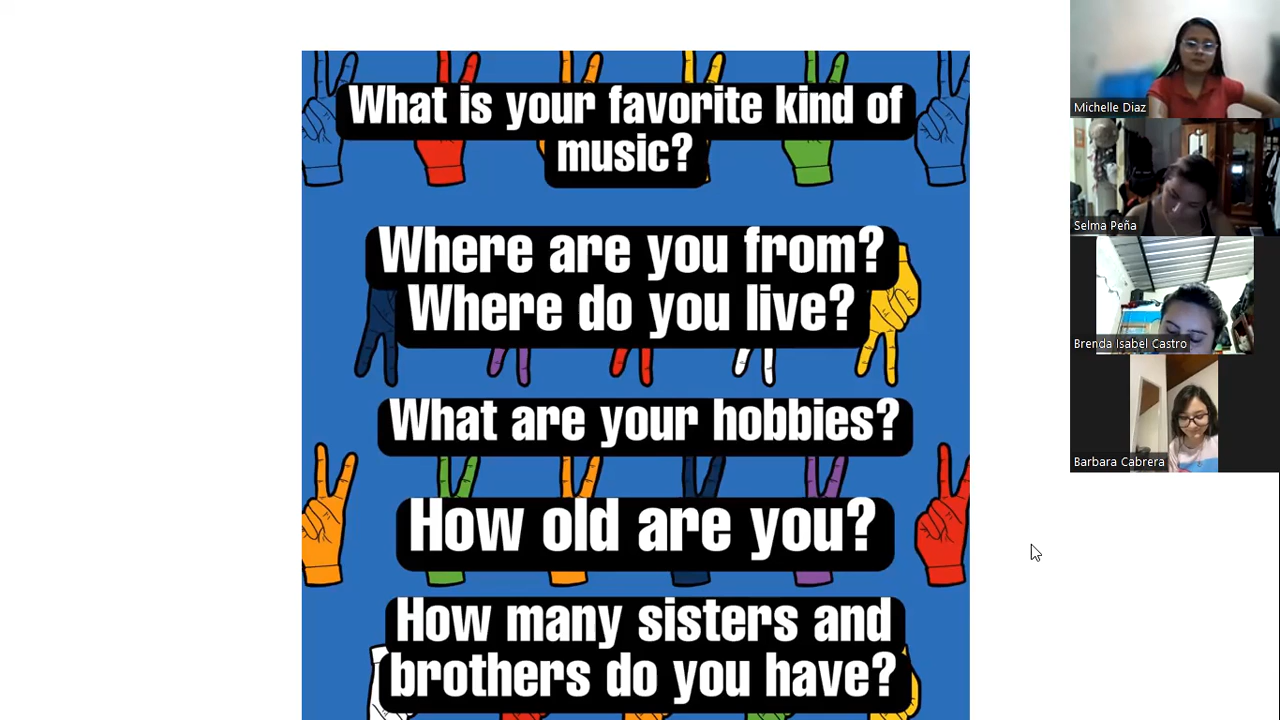 What is your favorite kind of
music?
Where are you from?
Where do you live?
What are your hobbies?
How old are you?
How many sisters and
brothers do you have?
Michelle Diaz
Selma Peña
Brenda Isabel Castro
Barbara Cabrera